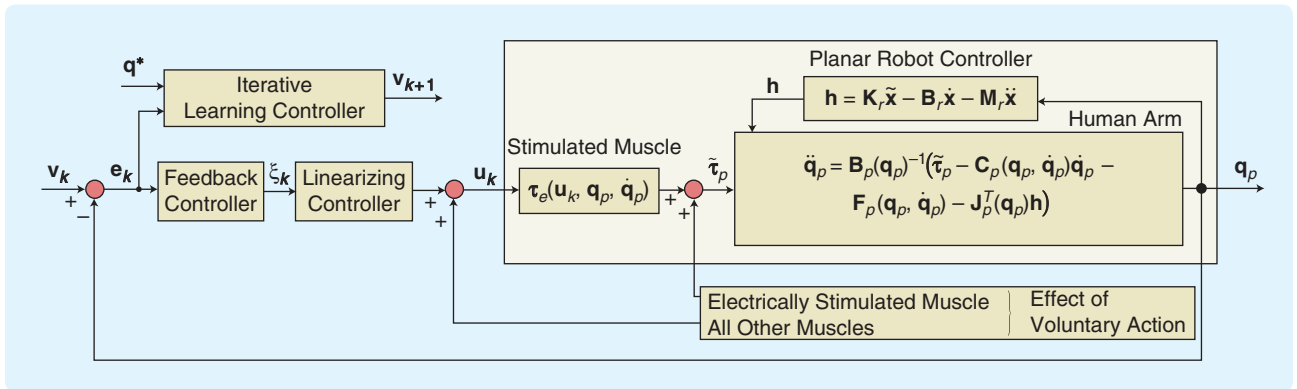 Planar Robot Controller
q*
Iterative
Learning Controller
v_{k+1}
h
h = K_r x̃ − B_r ẋ − M_r ẍ
Human Arm
Stimulated Muscle
v_k
e_k
Feedback
Controller
ξ_k
Linearizing
Controller
u_k
τ_e(u_k, q_p, q̇_p)
τ̃_p
q̈_p = B_p(q_p)^{−1}(τ̃_p − C_p(q_p, q̇_p)q̇_p −
F_p(q_p, q̇_p) − J_p^T(q_p)h)
q_p
+
−
+
+
+
+
Electrically Stimulated Muscle
All Other Muscles
Effect of
Voluntary Action